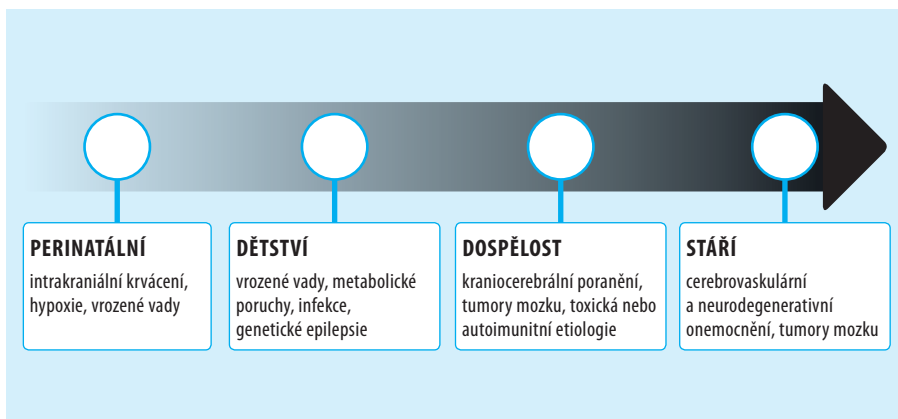 PERINATÁLNÍ
intrakraniální krvácení,
hypoxie, vrozené vady
DĚTSTVÍ
vrozené vady, metabolické
poruchy, infekce,
genetické epilepsie
DOSPĚLOST
kraniocerebrální poranění,
tumory mozku, toxická nebo
autoimunitní etiologie
STÁŘÍ
cerebrovaskulární
a neurodegenerativní
onemocnění, tumory mozku